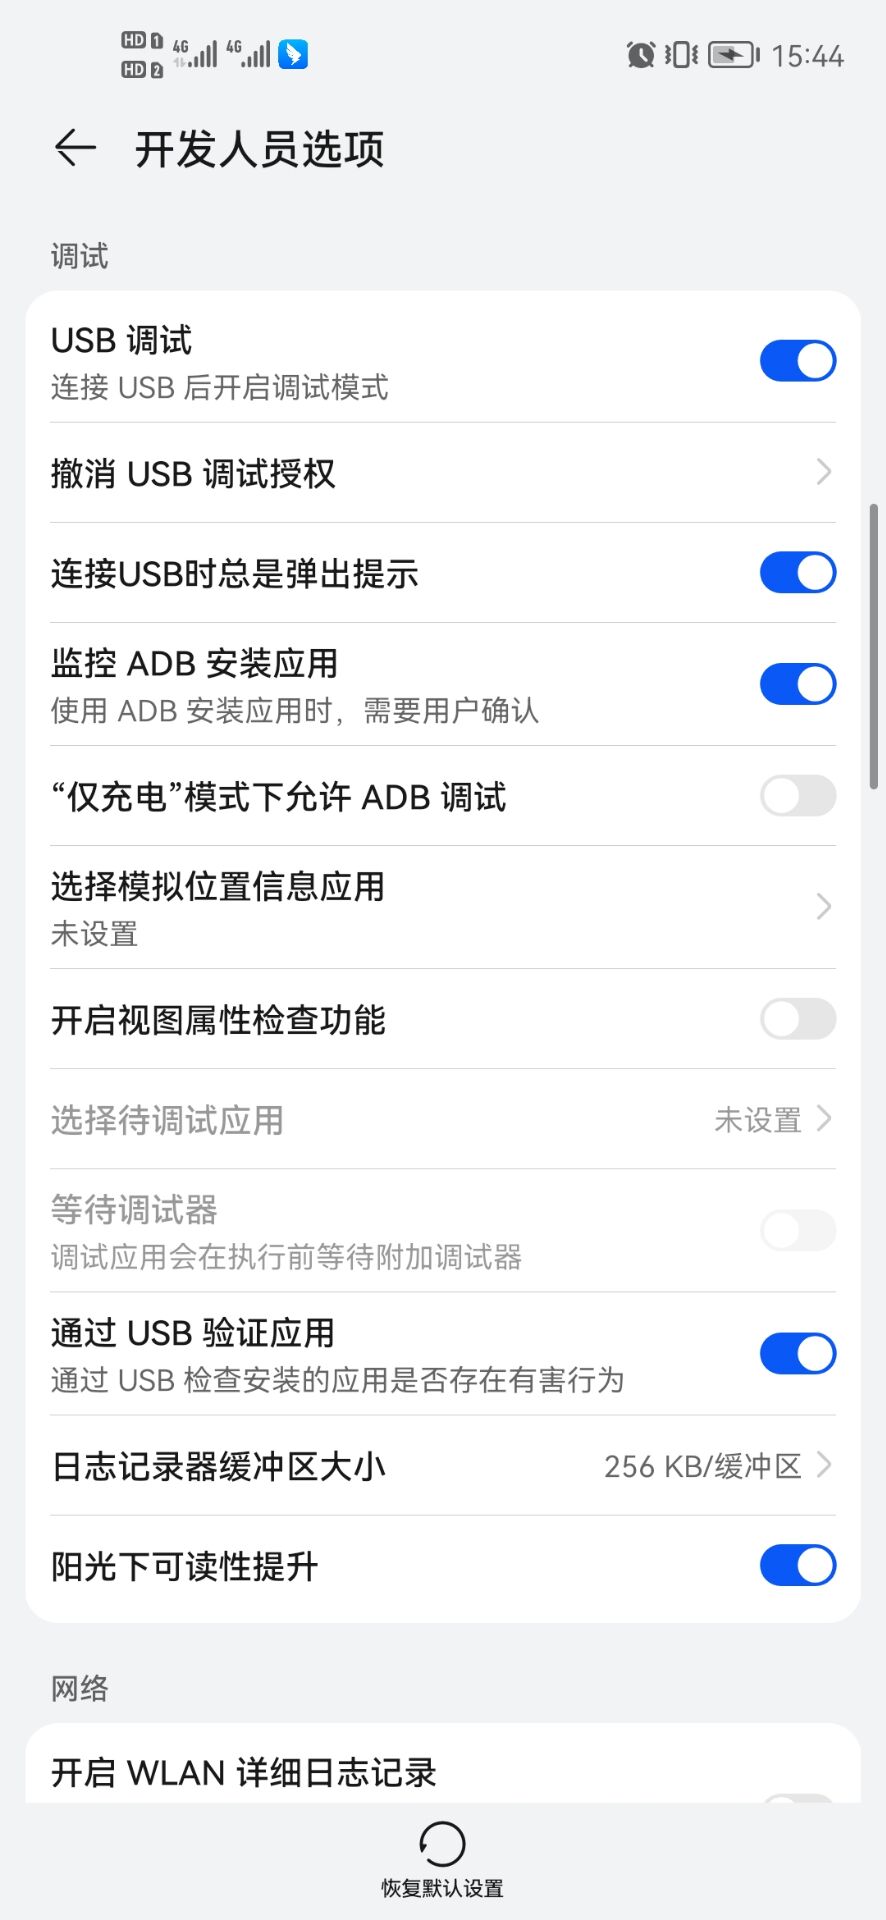 HD 1 4G 4G 15:44
HD 2
开发人员选项
调试
USB 调试
连接 USB 后开启调试模式
撤消 USB 调试授权
连接USB时总是弹出提示
监控 ADB 安装应用
使用 ADB 安装应用时，需要用户确认
“仅充电”模式下允许 ADB 调试
选择模拟位置信息应用
未设置
开启视图属性检查功能
选择待调试应用 未设置
等待调试器
调试应用会在执行前等待附加调试器
通过 USB 验证应用
通过 USB 检查安装的应用是否存在有害行为
日志记录器缓冲区大小 256 KB/缓冲区
阳光下可读性提升
网络
开启 WLAN 详细日志记录
恢复默认设置